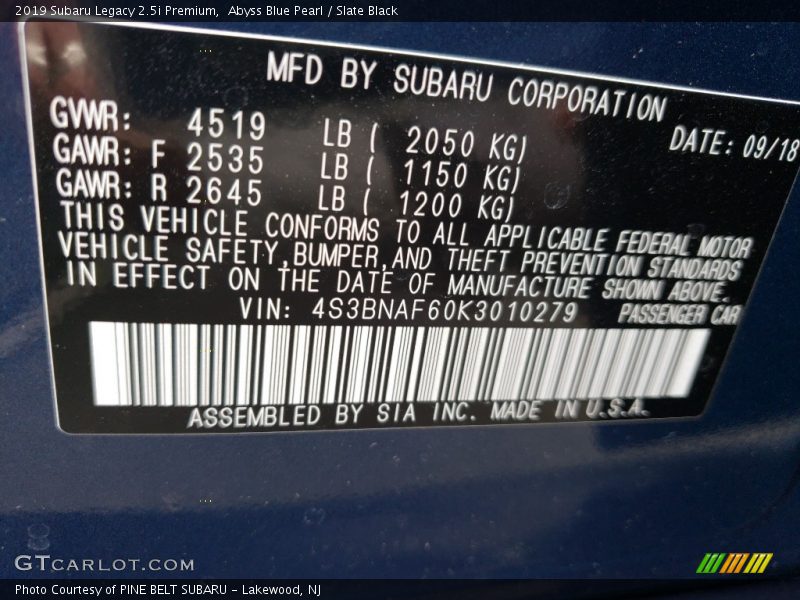 2019 Subaru Legacy 2.5i Premium,  Abyss Blue Pearl / Slate Black
MFD BY SUBARU CORPORATION
GVWR: 4519 LB ( 2050 KG) DATE: 09/18
GAWR: F 2535 LB ( 1150 KG)
GAWR: R 2645 LB ( 1200 KG)
THIS VEHICLE CONFORMS TO ALL APPLICABLE FEDERAL MOTOR
VEHICLE SAFETY,BUMPER,AND THEFT PREVENTION STANDARDS
IN EFFECT ON THE DATE OF MANUFACTURE SHOWN ABOVE.
VIN: 4S3BNAF60K3010279 PASSENGER CAR
ASSEMBLED BY SIA INC. MADE IN U.S.A.
GTCARLOT.COM
Photo Courtesy of PINE BELT SUBARU - Lakewood, NJ